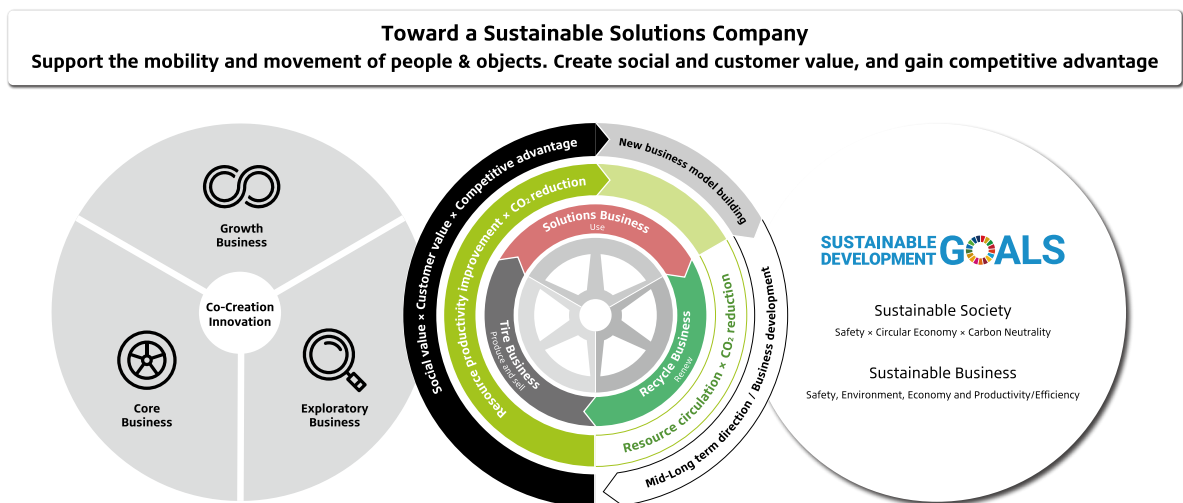 Toward a Sustainable Solutions Company
Support the mobility and movement of people & objects. Create social and customer value, and gain competitive advantage
Growth
Business
Co-Creation
Innovation
Core
Business
Exploratory
Business
Social value × Customer value × Competitive advantage
New business model building
Mid-Long term direction / Business development
Resource productivity improvement × CO₂ reduction
Resource circulation × CO₂ reduction
Solutions Business
Use
Tire Business
Produce and sell
Recycle Business
Renew
SUSTAINABLE
DEVELOPMENT
GOALS
Sustainable Society
Safety × Circular Economy × Carbon Neutrality
Sustainable Business
Safety, Environment, Economy and Productivity/Efficiency